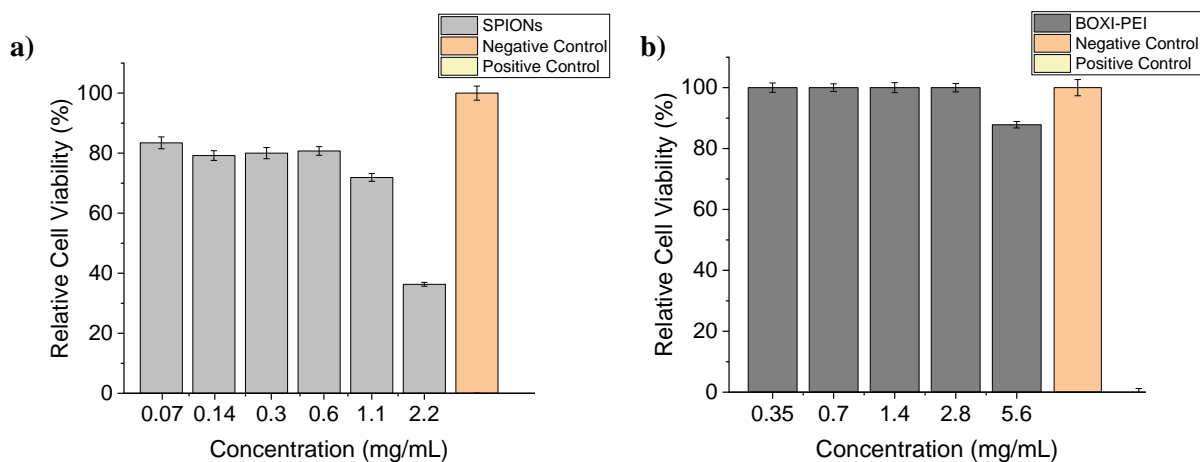 a)
SPIONs
Negative Control
Positive Control
Relative Cell Viability (%)
100
80
60
40
20
0
0.07 0.14 0.3 0.6 1.1 2.2
Concentration (mg/mL)
b)
BOXI-PEI
Negative Control
Positive Control
Relative Cell Viability (%)
100
80
60
40
20
0
0.35 0.7 1.4 2.8 5.6
Concentration (mg/mL)